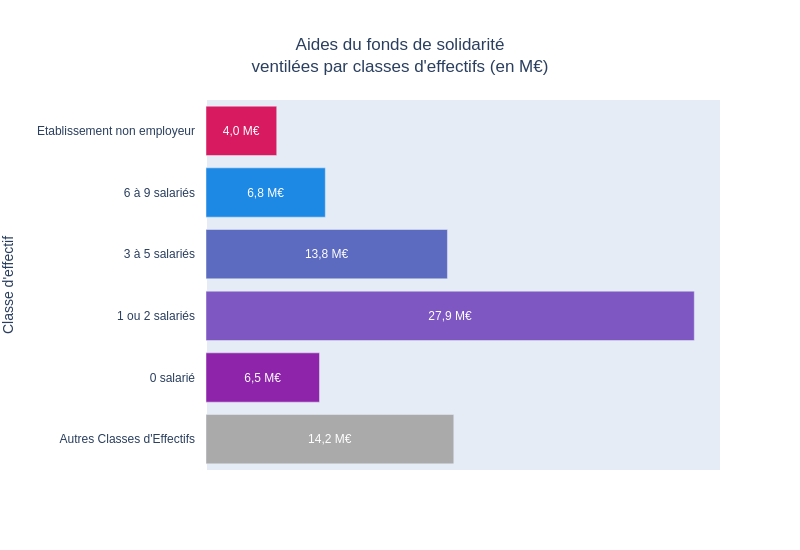 Aides du fonds de solidarité
ventilées par classes d'effectifs (en M€)
Classe d'effectif
Etablissement non employeur
4,0 M€
6 à 9 salariés
6,8 M€
3 à 5 salariés
13,8 M€
1 ou 2 salariés
27,9 M€
0 salarié
6,5 M€
Autres Classes d'Effectifs
14,2 M€